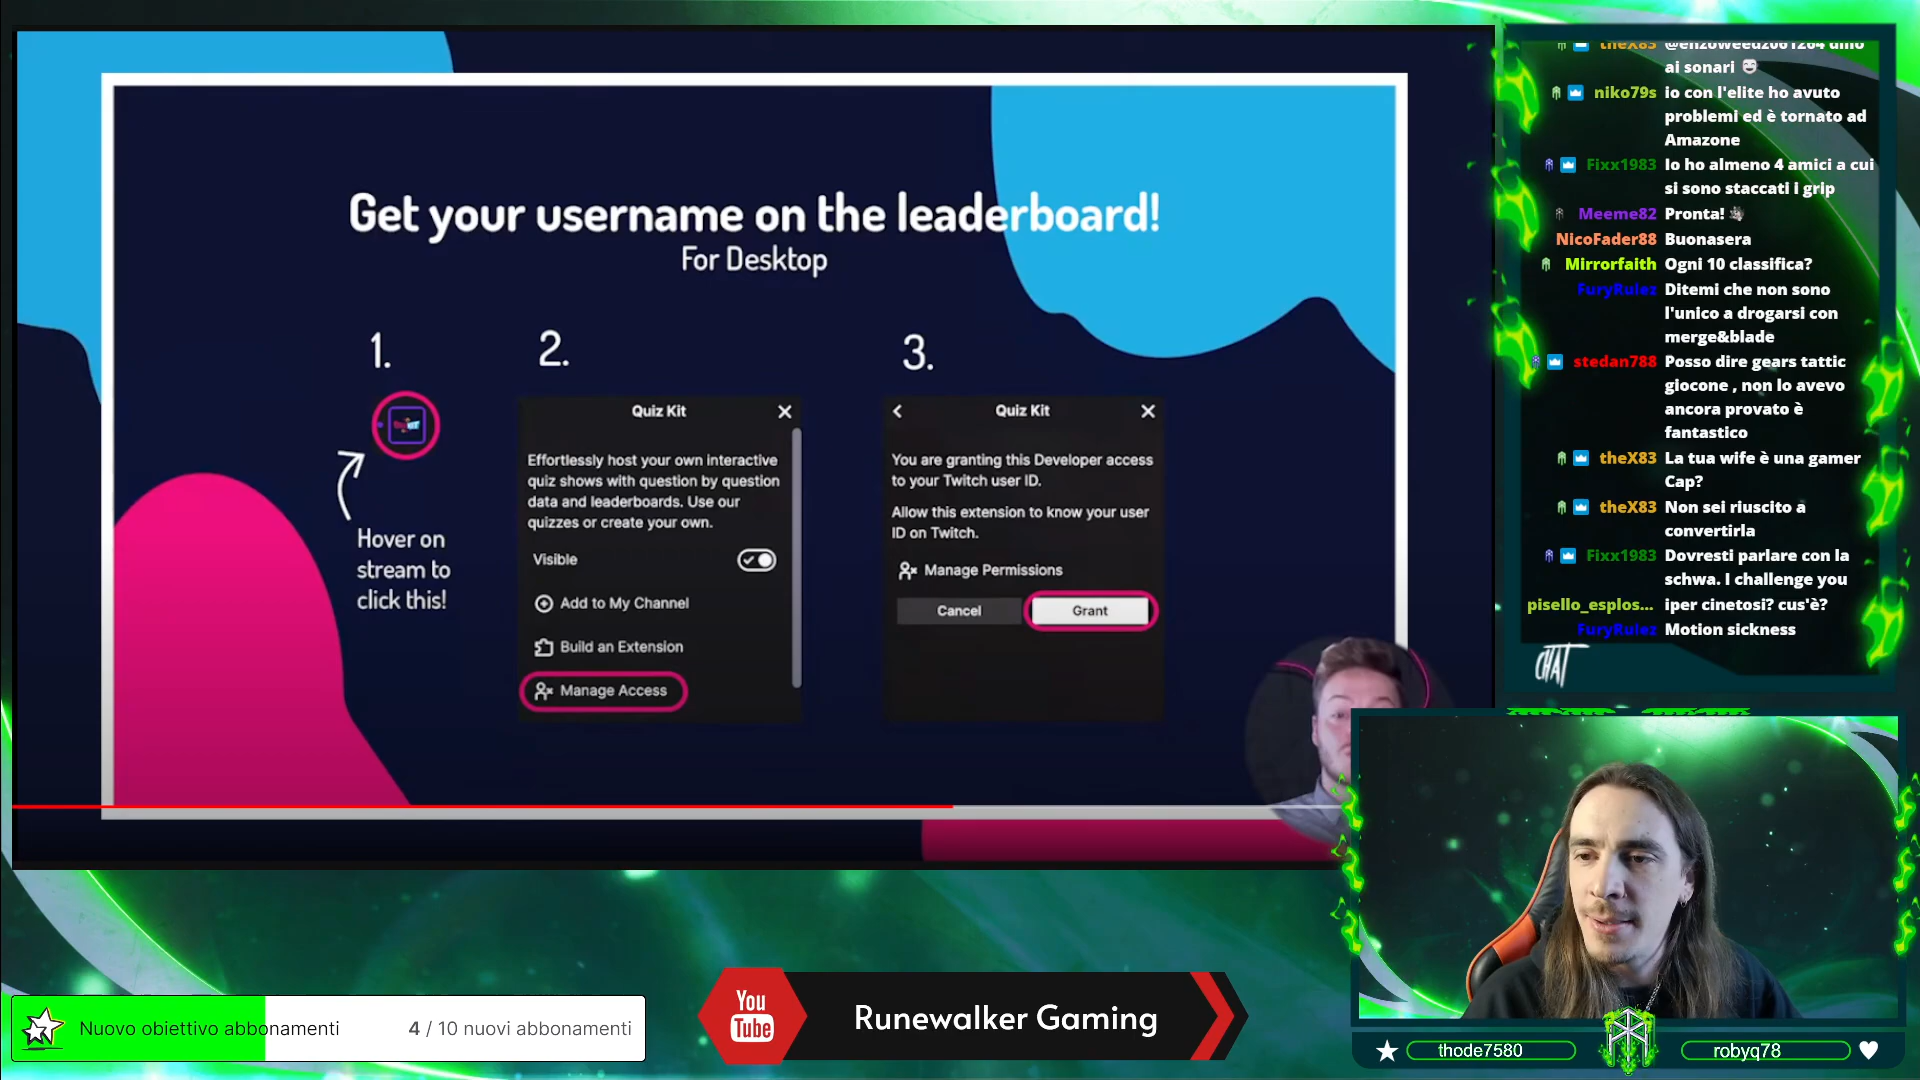 Get your username on the leaderboard!
For Desktop
1.
2.
3.
Hover on
stream to
click this!
Quiz Kit
Effortlessly host your own interactive
quiz shows with question by question
data and leaderboards. Use our
quizzes or create your own.
Visible
Add to My Channel
Build an Extension
Manage Access
Quiz Kit
You are granting this Developer access
to your Twitch user ID.
Allow this extension to know your user
ID on Twitch.
Manage Permissions
Cancel
Grant
ai sonari
niko79s io con l'elite ho avuto
problemi ed è tornato ad
Amazone
Fixx1983 Io ho almeno 4 amici a cui
si sono staccati i grip
Meeme82 Pronta!
NicoFader88 Buonasera
Mirrorfaith Ogni 10 classifica?
FuryRulez Ditemi che non sono
l'unico a drogarsi con
merge&blade
stedan788 Posso dire gears tattic
giocone , non lo avevo
ancora provato è
fantastico
theX83 La tua wife è una gamer
Cap?
theX83 Non sei riuscito a
convertirla
Fixx1983 Dovresti parlare con la
schwa. I challenge you
pisello_esplos... iper cinetosi? cus'è?
FuryRulez Motion sickness
CHAT
Nuovo obiettivo abbonamenti 4 / 10 nuovi abbonamenti
You
Tube
Runewalker Gaming
thode7580
robyq78